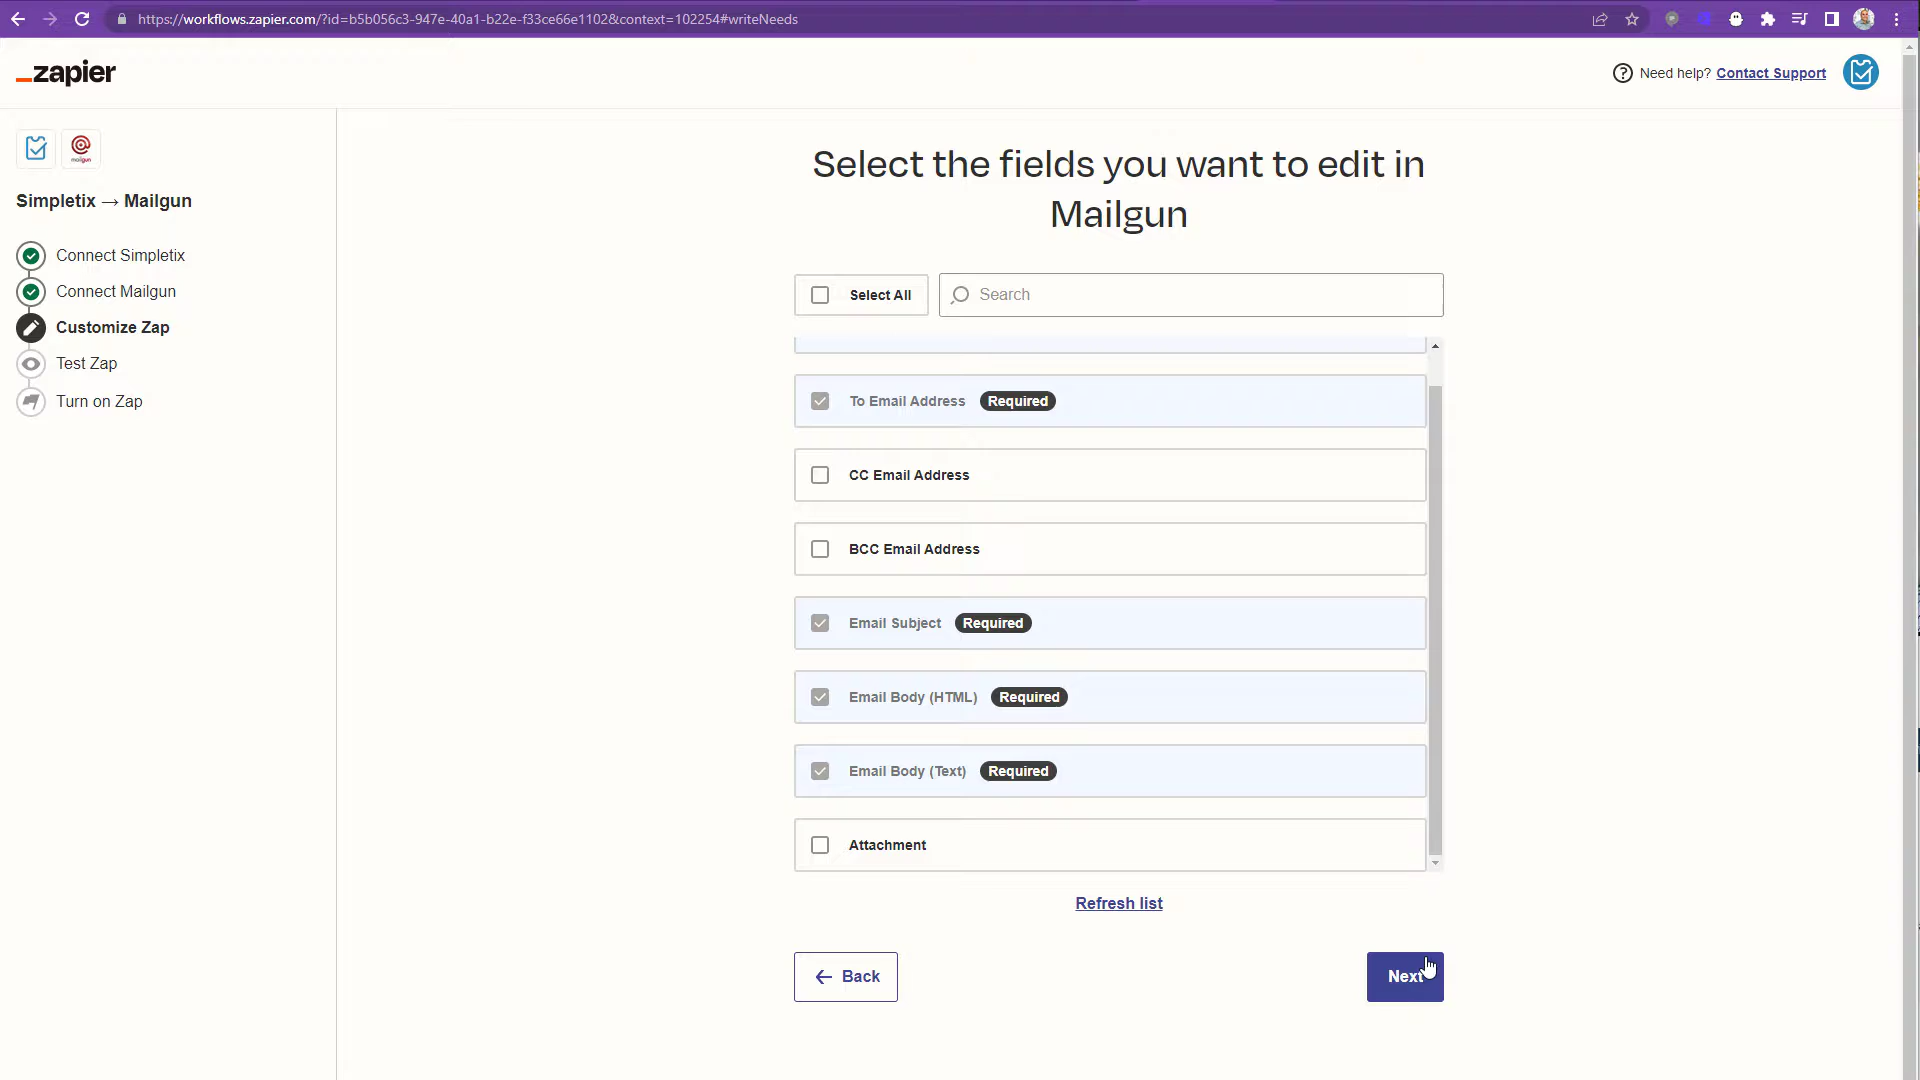 https://workflows.zapier.com/?id=b5b056c3-947e-40a1-b22e-f33ce66e1102&context=102254#writeNeeds
zapier
Need help? Contact Support
mailgun
Simpletix → Mailgun
Connect Simpletix
Connect Mailgun
Customize Zap
Test Zap
Turn on Zap
Select the fields you want to edit in
Mailgun
Select All
Search
To Email Address Required
CC Email Address
BCC Email Address
Email Subject Required
Email Body (HTML) Required
Email Body (Text) Required
Attachment
Refresh list
Back
Next